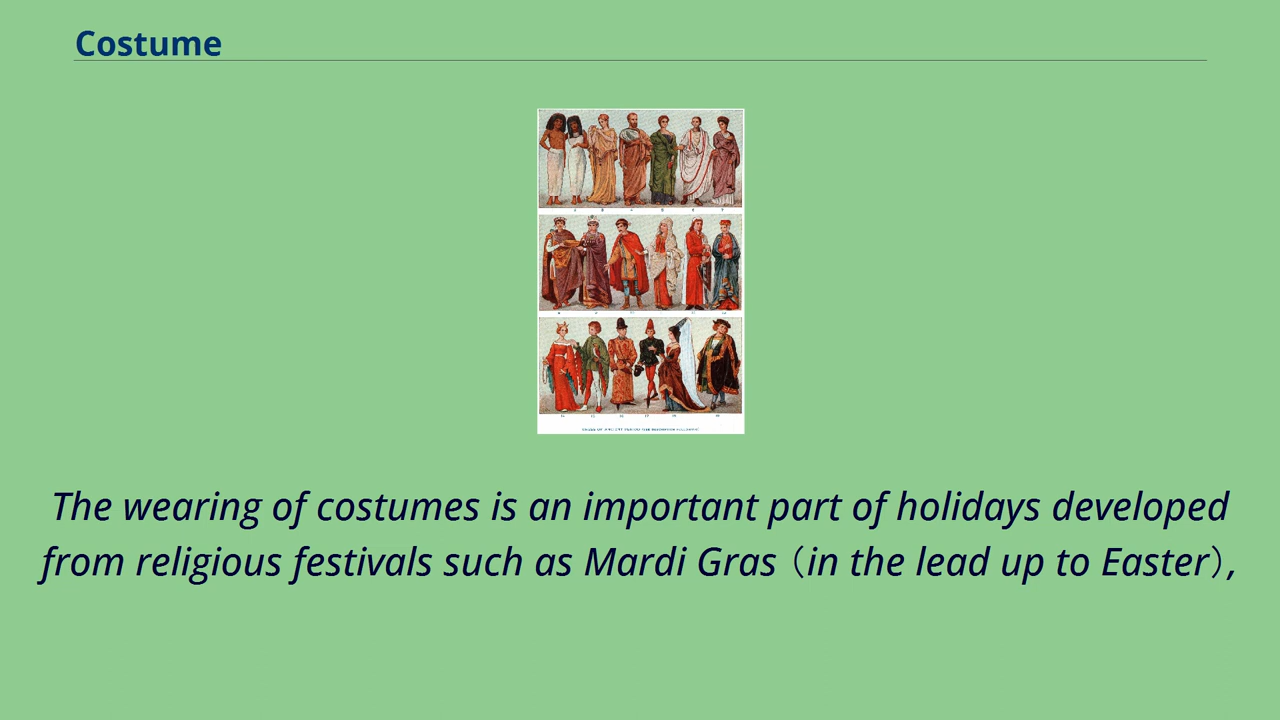 Costume
The wearing of costumes is an important part of holidays developed
from religious festivals such as Mardi Gras (in the lead up to Easter),